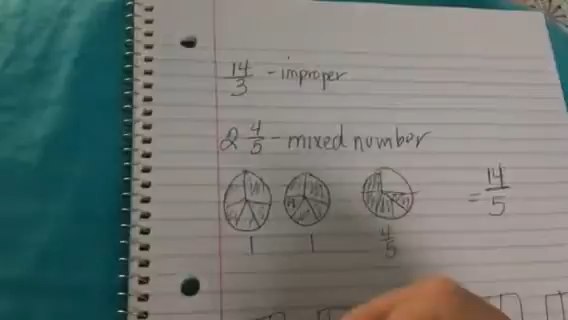 14/3 - improper
2 4/5 - mixed number
= 14/5
1 1 4/5